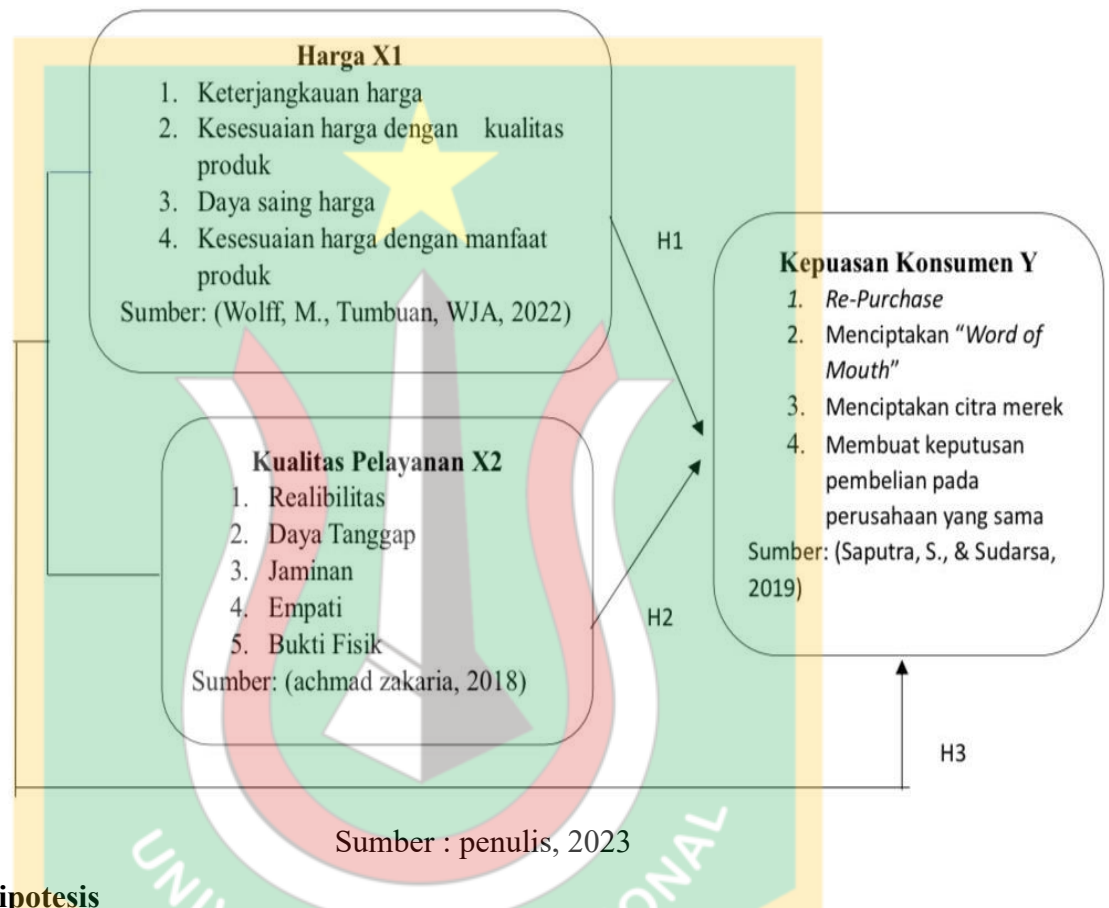 Harga X1
1. Keterjangkauan harga
2. Kesesuaian harga dengan kualitas
produk
3. Daya saing harga
4. Kesesuaian harga dengan manfaat
produk
Sumber: (Wolff, M., Tumbuan, WJA, 2022)
H1
Kepuasan Konsumen Y
1. Re-Purchase
2. Menciptakan “Word of
Mouth”
3. Menciptakan citra merek
4. Membuat keputusan
pembelian pada
perusahaan yang sama
Sumber: (Saputra, S., & Sudarsa,
2019)
Kualitas Pelayanan X2
1. Realibilitas
2. Daya Tanggap
3. Jaminan
4. Empati
5. Bukti Fisik
Sumber: (achmad zakaria, 2018)
H2
H3
Sumber : penulis, 2023
ipotesis